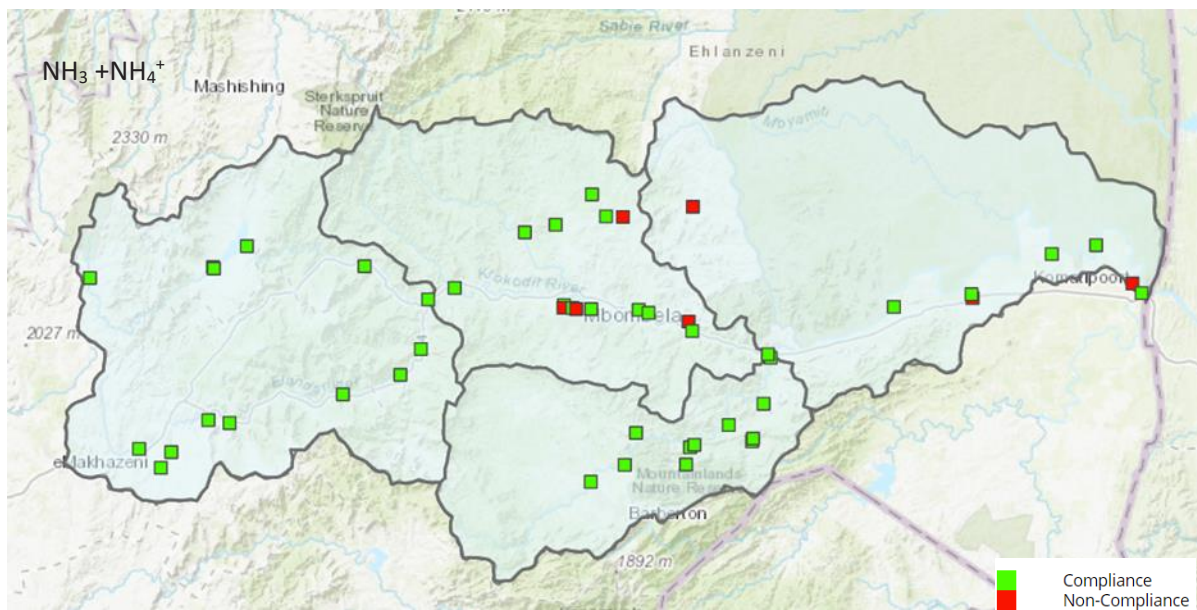 Sabie River
Ehlanzeni
NH₃ +NH₄⁺
Mashishing
Sterkspruit
Nature
Reserve
Mbyamiti
2330 m
Krokodil River
Komatipoort
Mbombela
2027 m
eMakhazeni
Mountainlands
Nature Reserve
Barberton
1892 m
Compliance
Non-Compliance